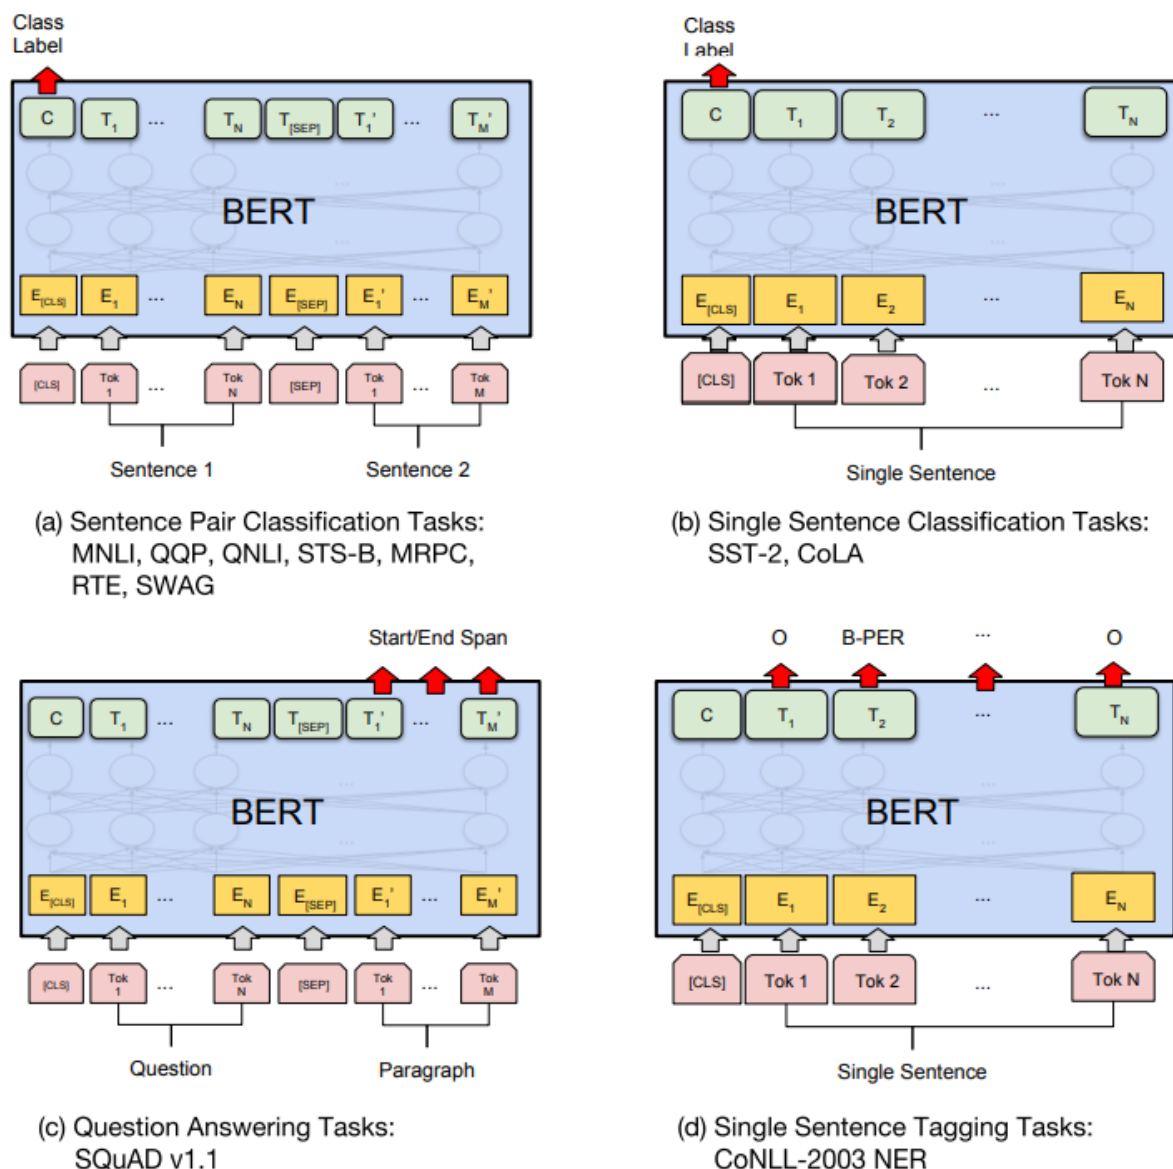 Class
Label
C T1 ... TN T[SEP] T1' ... TM'
...
BERT
...
E[CLS] E1 ... EN E[SEP] E1' ... EM'
[CLS] Tok 1 ... Tok N [SEP] Tok 1 ... Tok M
Sentence 1 Sentence 2
(a) Sentence Pair Classification Tasks:
MNLI, QQP, QNLI, STS-B, MRPC,
RTE, SWAG
Class
Label
C T1 T2 ... TN
...
BERT
...
E[CLS] E1 E2 ... EN
[CLS] Tok 1 Tok 2 ... Tok N
Single Sentence
(b) Single Sentence Classification Tasks:
SST-2, CoLA
Start/End Span
C T1 ... TN T[SEP] T1' ... TM'
...
BERT
...
E[CLS] E1 ... EN E[SEP] E1' ... EM'
[CLS] Tok 1 ... Tok N [SEP] Tok 1 ... Tok M
Question Paragraph
(c) Question Answering Tasks:
SQuAD v1.1
O B-PER ... O
C T1 T2 ... TN
...
BERT
...
E[CLS] E1 E2 ... EN
[CLS] Tok 1 Tok 2 ... Tok N
Single Sentence
(d) Single Sentence Tagging Tasks:
CoNLL-2003 NER